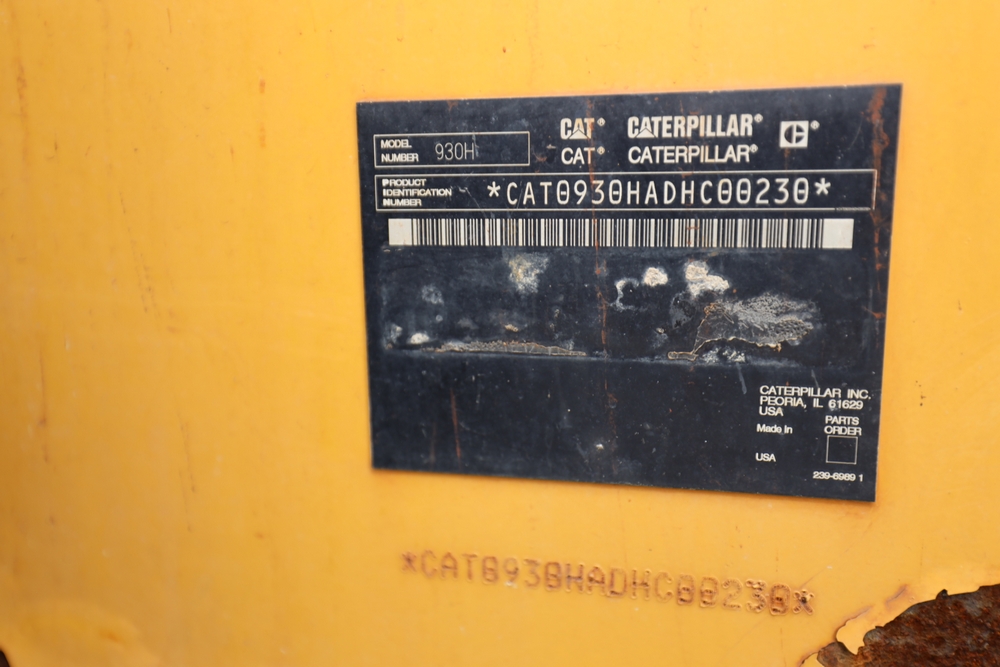 MODEL
NUMBER 930H
CAT® CATERPILLAR®
CAT® CATERPILLAR®
PRODUCT
IDENTIFICATION
NUMBER
*CAT0930HADHC00230*
CATERPILLAR INC.
PEORIA, IL 61629
USA
Made in
USA
PARTS
ORDER
239-6989 1
*CAT0930HADHC00230*